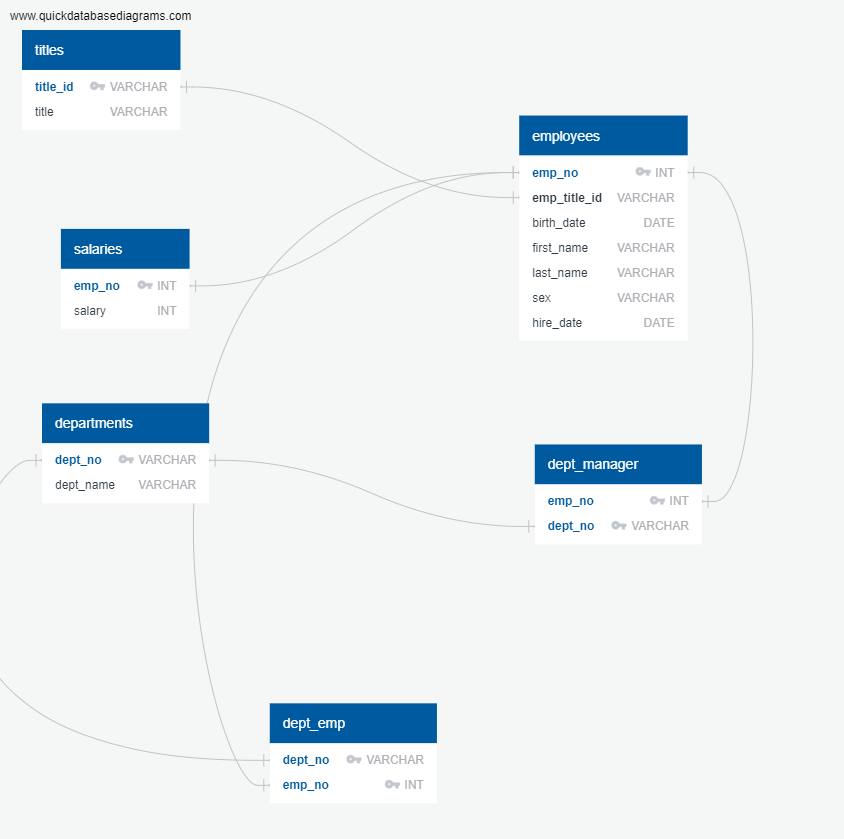 www.quickdatabasediagrams.com
titles
title_id VARCHAR
title VARCHAR
employees
emp_no INT
emp_title_id VARCHAR
birth_date DATE
first_name VARCHAR
last_name VARCHAR
sex VARCHAR
hire_date DATE
salaries
emp_no INT
salary INT
departments
dept_no VARCHAR
dept_name VARCHAR
dept_manager
emp_no INT
dept_no VARCHAR
dept_emp
dept_no VARCHAR
emp_no INT